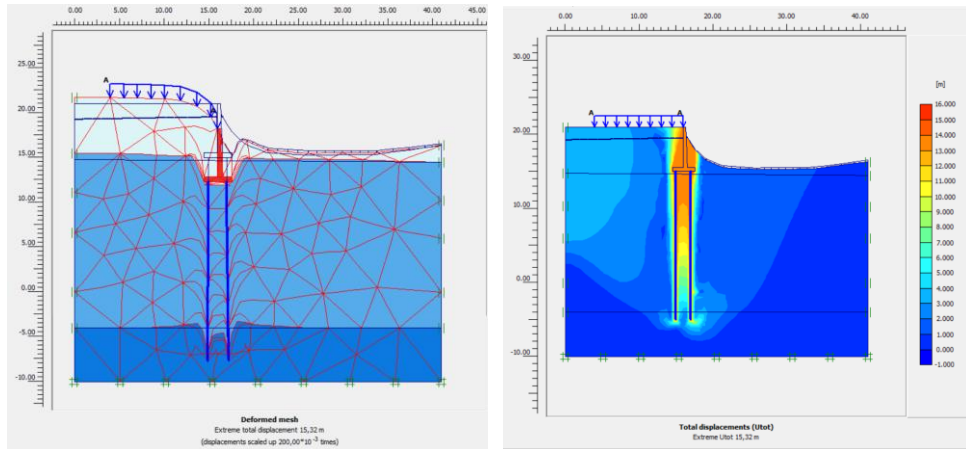 0.00 5.00 10.00 15.00 20.00 25.00 30.00 35.00 40.00 45.00
25.00
20.00
15.00
10.00
5.00
0.00
-5.00
-10.00
A
A
Deformed mesh
Extreme total displacement 15,32 m
(displacements scaled up 200,00*10-3 times)
0.00 10.00 20.00 30.00 40.00
30.00
20.00
10.00
0.00
-10.00
A
A
[m]
16.000
15.000
14.000
13.000
12.000
11.000
10.000
9.000
8.000
7.000
6.000
5.000
4.000
3.000
2.000
1.000
0.000
-1.000
Total displacements (Utot)
Extreme Utot 15,32 m